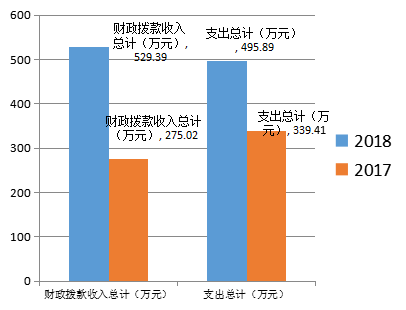 600
500
400
300
200
100
0
财政拨款收入
总计（万元）,
529.39
支出总计（万元）
, 495.89
财政拨款收入总计
（万元）, 275.02
支出总计（万
元）, 339.41
2018
2017
财政拨款收入总计（万元）
支出总计（万元）